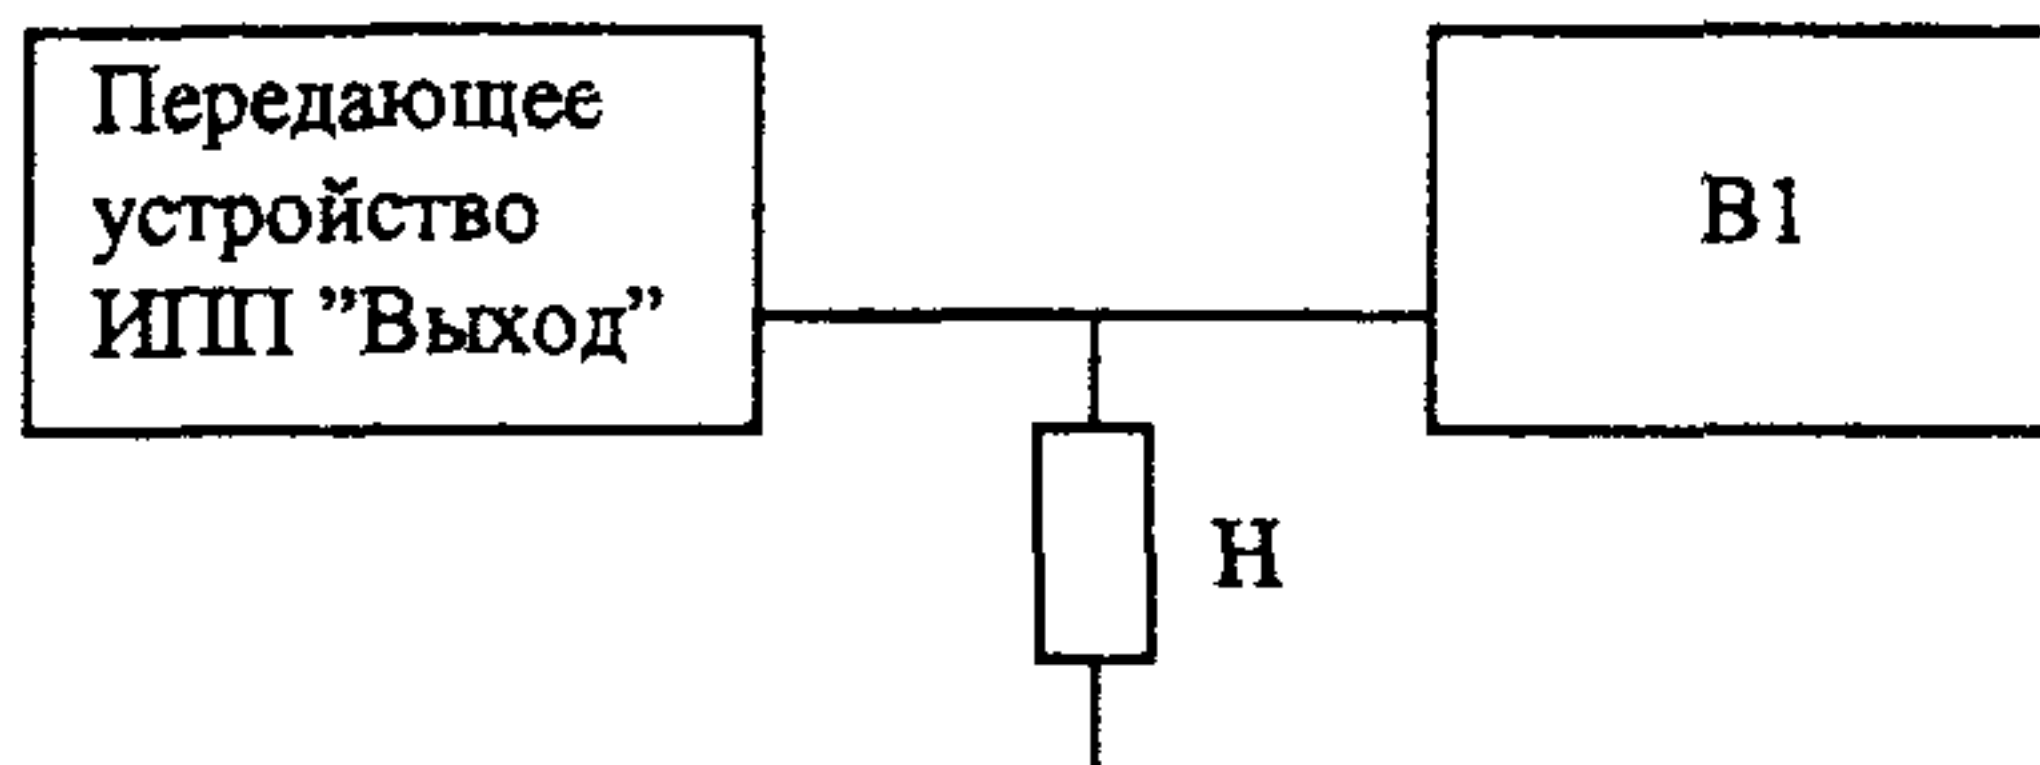 Передающее
устройство
ИПП ”Выход”
В1
Н